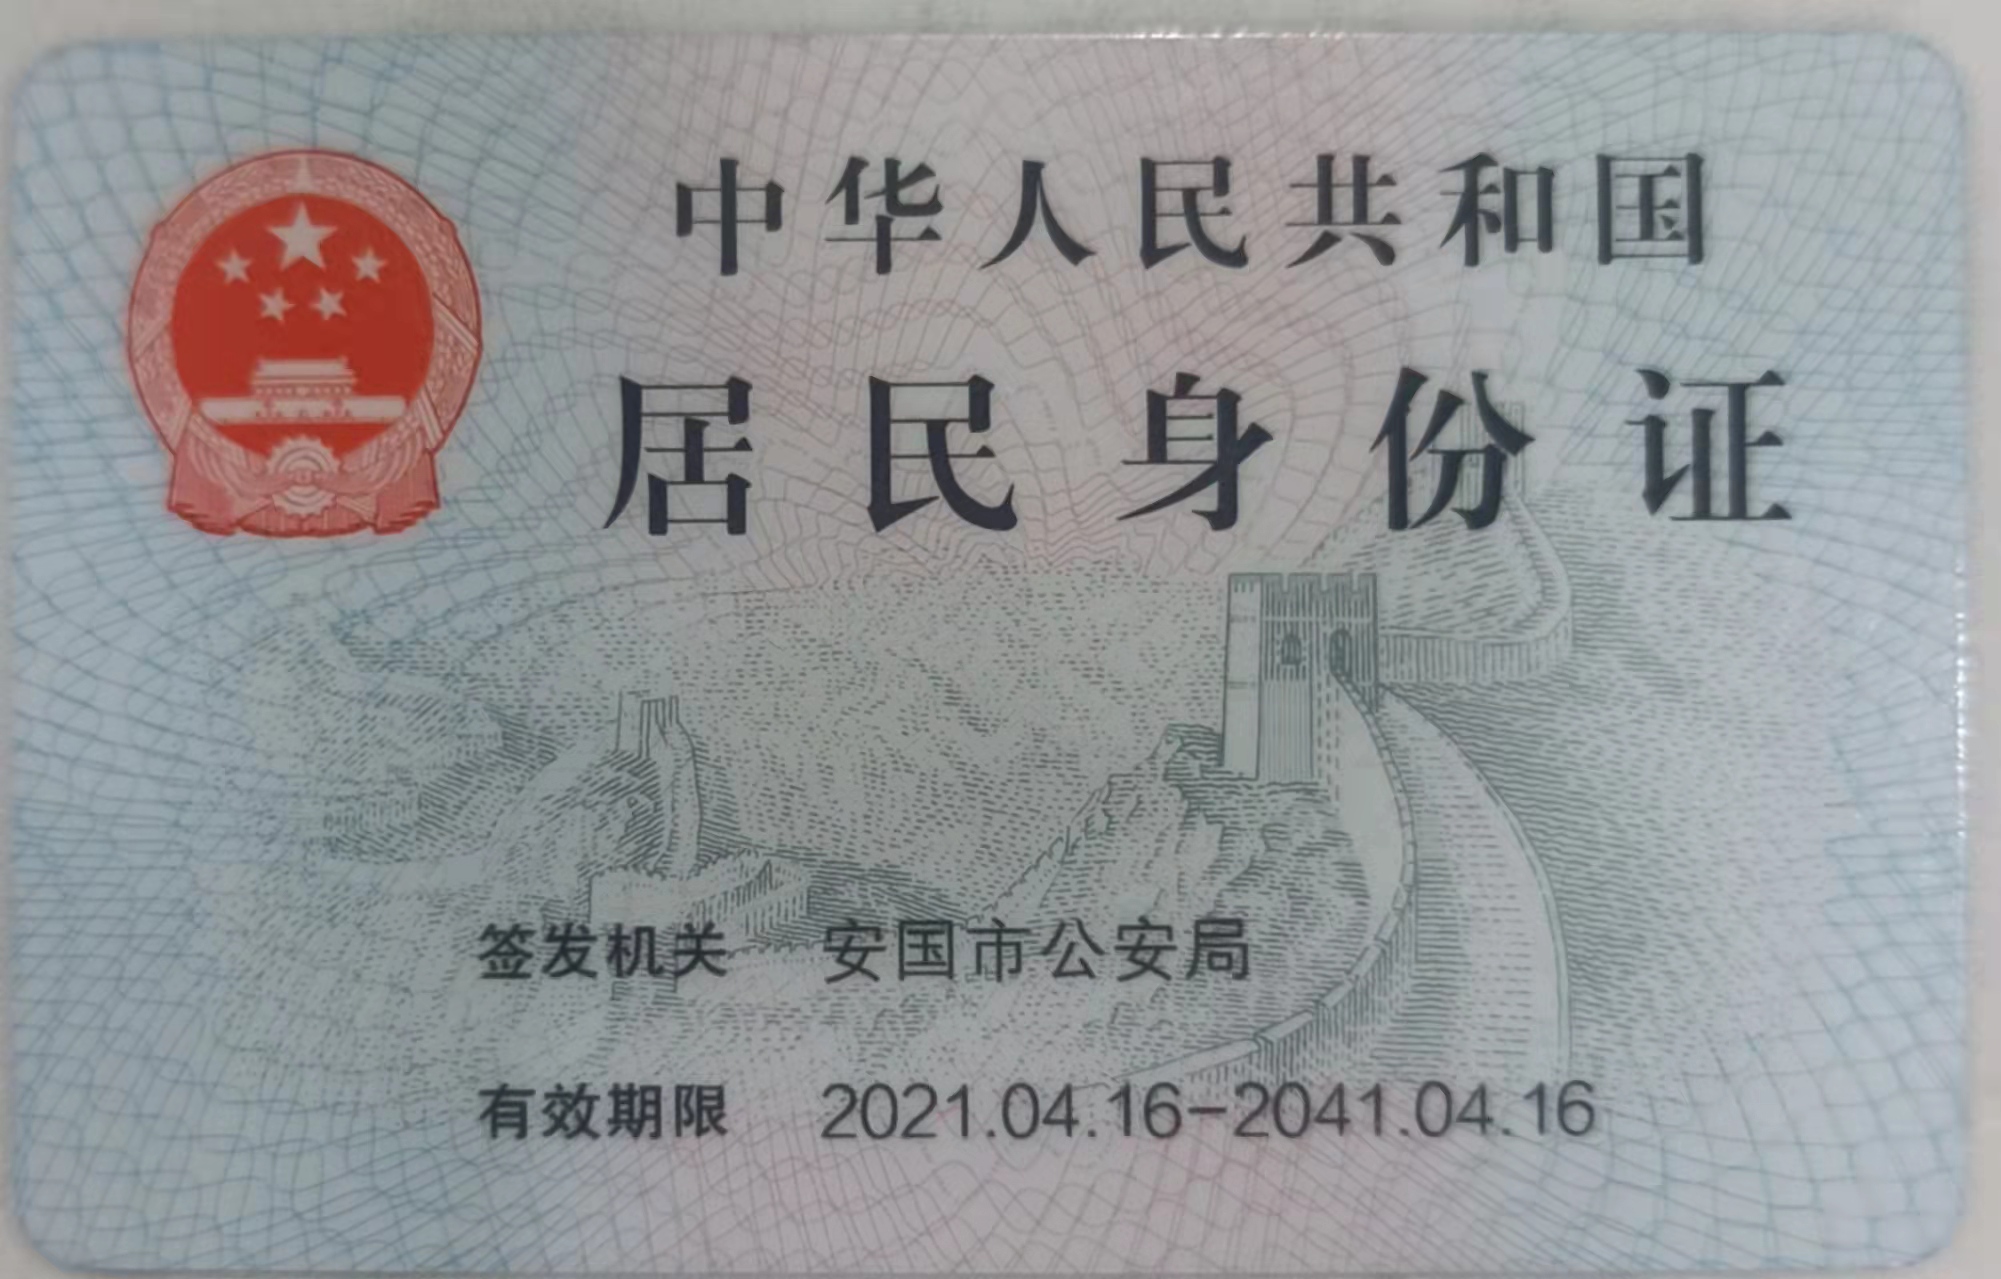 中华人民共和国
居民身份证
签发机关 安国市公安局
有效期限 2021.04.16-2041.04.16